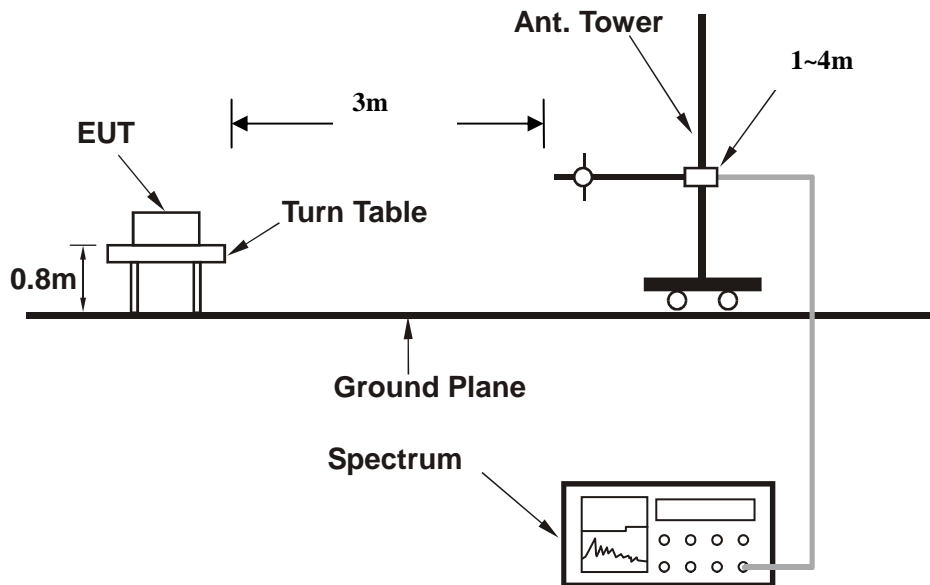 Ant. Tower
1~4m
3m
EUT
Turn Table
0.8m
Ground Plane
Spectrum